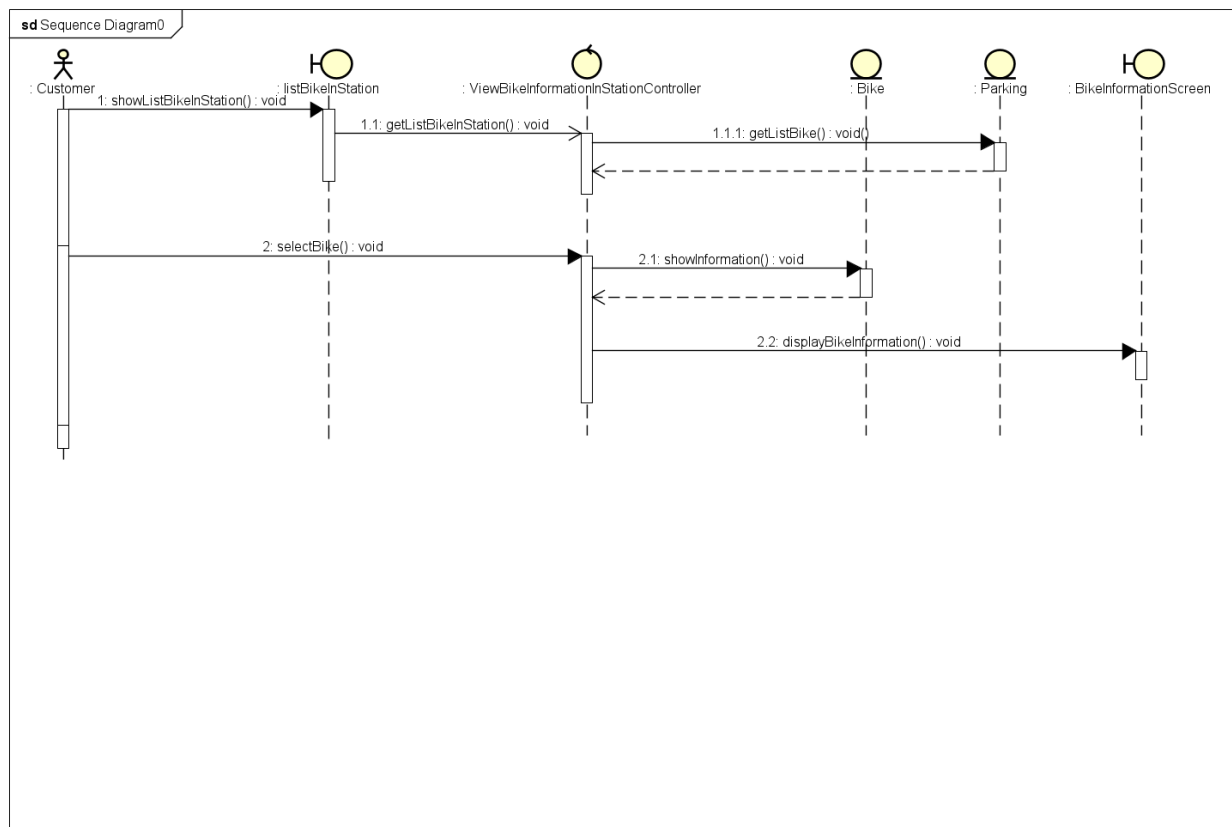 sd Sequence Diagram0
: Customer
: listBikeInStation
: ViewBikeInformationInStationController
: Bike
: Parking
: BikeInformationScreen
1: showListBikeInStation() : void
1.1: getListBikeInStation() : void
1.1.1: getListBike() : void()
2: selectBike() : void
2.1: showInformation() : void
2.2: displayBikeInformation() : void